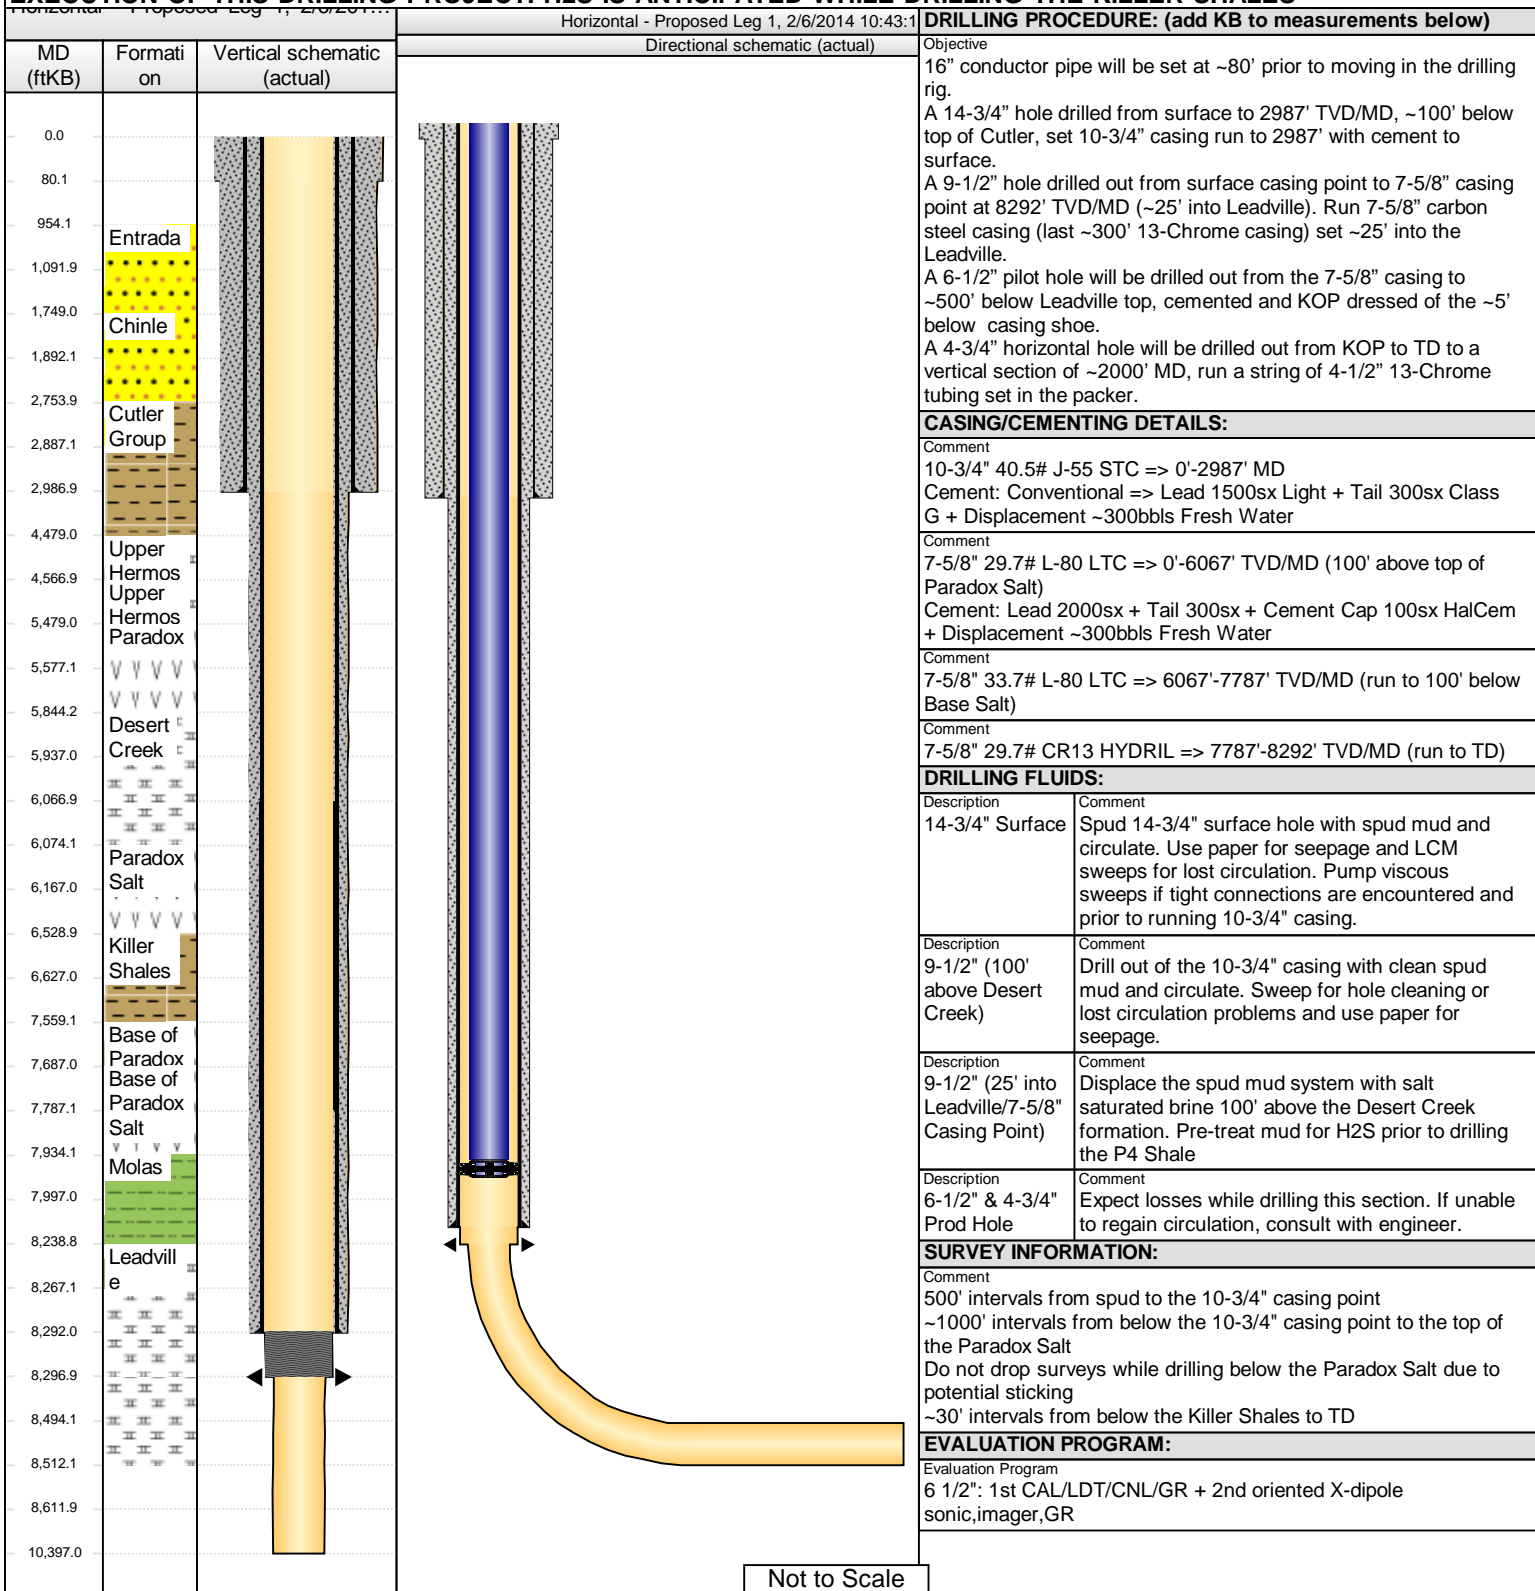 Horizontal - Proposed Leg 1, 2/6/201...
Horizontal - Proposed Leg 1, 2/6/2014 10:43:1
MD
(ftKB)
Formati
on
Vertical schematic
(actual)
Directional schematic (actual)
0.0
80.1
954.1
1,091.9
1,749.0
1,892.1
2,753.9
2,887.1
2,986.9
4,479.0
4,566.9
5,479.0
5,577.1
5,844.2
5,937.0
6,066.9
6,074.1
6,167.0
6,528.9
6,627.0
7,559.1
7,687.0
7,787.1
7,934.1
7,997.0
8,238.8
8,267.1
8,292.0
8,296.9
8,494.1
8,512.1
8,611.9
10,397.0
Entrada
Chinle
Cutler
Group
Upper
Hermos
Upper
Hermos
Paradox
Desert
Creek
Paradox
Salt
Killer
Shales
Base of
Paradox
Base of
Paradox
Salt
Molas
Leadvill
e
Not to Scale
DRILLING PROCEDURE: (add KB to measurements below)
Objective
16" conductor pipe will be set at ~80' prior to moving in the drilling
rig.
A 14-3/4" hole drilled from surface to 2987' TVD/MD, ~100' below
top of Cutler, set 10-3/4" casing run to 2987' with cement to
surface.
A 9-1/2" hole drilled out from surface casing point to 7-5/8" casing
point at 8292' TVD/MD (~25' into Leadville). Run 7-5/8" carbon
steel casing (last ~300' 13-Chrome casing) set ~25' into the
Leadville.
A 6-1/2" pilot hole will be drilled out from the 7-5/8" casing to
~500' below Leadville top, cemented and KOP dressed of the ~5'
below casing shoe.
A 4-3/4" horizontal hole will be drilled out from KOP to TD to a
vertical section of ~2000' MD, run a string of 4-1/2" 13-Chrome
tubing set in the packer.
CASING/CEMENTING DETAILS:
Comment
10-3/4" 40.5# J-55 STC => 0'-2987' MD
Cement: Conventional => Lead 1500sx Light + Tail 300sx Class
G + Displacement ~300bbls Fresh Water
Comment
7-5/8" 29.7# L-80 LTC => 0'-6067' TVD/MD (100' above top of
Paradox Salt)
Cement: Lead 2000sx + Tail 300sx + Cement Cap 100sx HalCem
+ Displacement ~300bbls Fresh Water
Comment
7-5/8" 33.7# L-80 LTC => 6067'-7787' TVD/MD (run to 100' below
Base Salt)
Comment
7-5/8" 29.7# CR13 HYDRIL => 7787'-8292' TVD/MD (run to TD)
DRILLING FLUIDS:
Description
14-3/4" Surface
Comment
Spud 14-3/4" surface hole with spud mud and
circulate. Use paper for seepage and LCM
sweeps for lost circulation. Pump viscous
sweeps if tight connections are encountered and
prior to running 10-3/4" casing.
Description
9-1/2" (100'
above Desert
Creek)
Comment
Drill out of the 10-3/4" casing with clean spud
mud and circulate. Sweep for hole cleaning or
lost circulation problems and use paper for
seepage.
Description
9-1/2" (25' into
Leadville/7-5/8"
Casing Point)
Comment
Displace the spud mud system with salt
saturated brine 100' above the Desert Creek
formation. Pre-treat mud for H2S prior to drilling
the P4 Shale
Description
6-1/2" & 4-3/4"
Prod Hole
Comment
Expect losses while drilling this section. If unable
to regain circulation, consult with engineer.
SURVEY INFORMATION:
Comment
500' intervals from spud to the 10-3/4" casing point
~1000' intervals from below the 10-3/4" casing point to the top of
the Paradox Salt
Do not drop surveys while drilling below the Paradox Salt due to
potential sticking
~30' intervals from below the Killer Shales to TD
EVALUATION PROGRAM:
Evaluation Program
6 1/2": 1st CAL/LDT/CNL/GR + 2nd oriented X-dipole
sonic,imager,GR